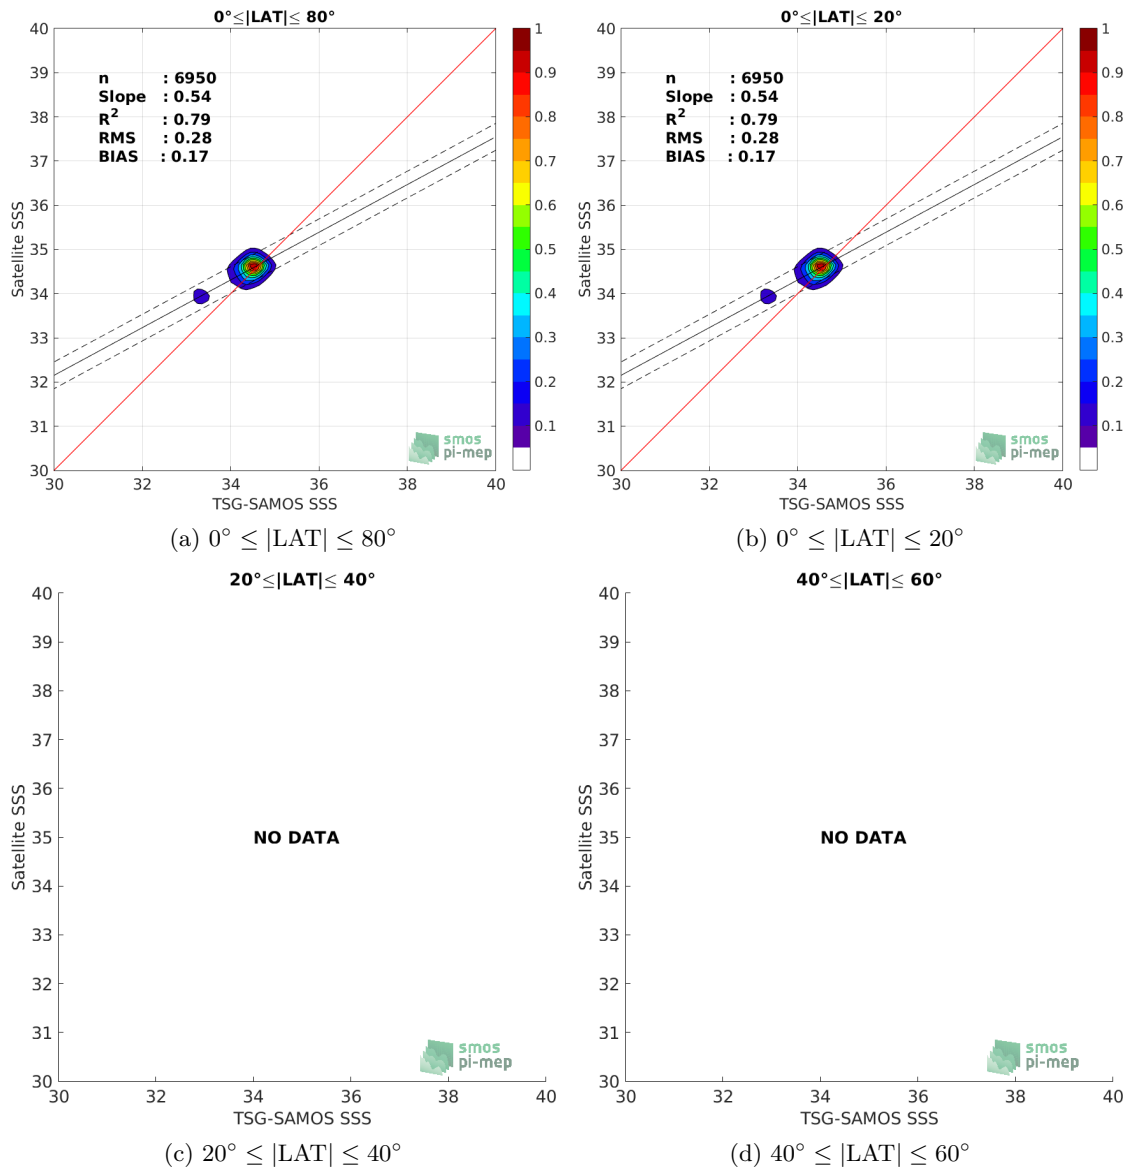 0°≤|LAT|≤ 80°
40
39
38
37
36
35
34
33
32
31
30
n : 6950
Slope : 0.54
R2 : 0.79
RMS : 0.28
BIAS : 0.17
Satellite SSS
smos
pi-mep
30 32 34 36 38 40
TSG-SAMOS SSS
1
0.9
0.8
0.7
0.6
0.5
0.4
0.3
0.2
0.1
(a) 0° ≤ |LAT| ≤ 80°
0°≤|LAT|≤ 20°
40
39
38
37
36
35
34
33
32
31
30
n : 6950
Slope : 0.54
R2 : 0.79
RMS : 0.28
BIAS : 0.17
Satellite SSS
smos
pi-mep
30 32 34 36 38 40
TSG-SAMOS SSS
1
0.9
0.8
0.7
0.6
0.5
0.4
0.3
0.2
0.1
(b) 0° ≤ |LAT| ≤ 20°
20°≤|LAT|≤ 40°
40
39
38
37
36
35
34
33
32
31
30
Satellite SSS
NO DATA
smos
pi-mep
30 32 34 36 38 40
TSG-SAMOS SSS
(c) 20° ≤ |LAT| ≤ 40°
40°≤|LAT|≤ 60°
40
39
38
37
36
35
34
33
32
31
30
Satellite SSS
NO DATA
smos
pi-mep
30 32 34 36 38 40
TSG-SAMOS SSS
(d) 40° ≤ |LAT| ≤ 60°